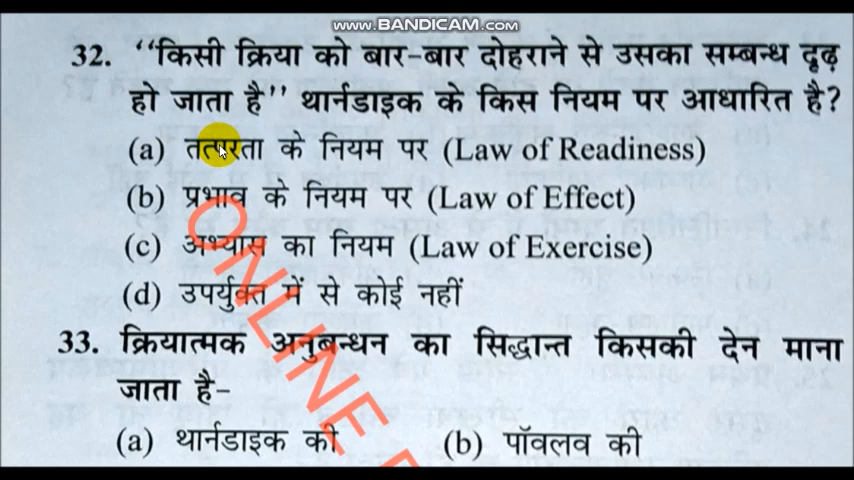 www.BANDICAM.com
32. ‘‘किसी क्रिया को बार-बार दोहराने से उसका सम्बन्ध दृढ़
हो जाता है’’ थार्नडाइक के किस नियम पर आधारित है?
(a) तत्परता के नियम पर (Law of Readiness)
(b) प्रभाव के नियम पर (Law of Effect)
(c) अभ्यास का नियम (Law of Exercise)
(d) उपर्युक्त में से कोई नहीं
ONLINE
33. क्रियात्मक अनुबन्धन का सिद्धान्त किसकी देन माना
जाता है-
(a) थार्नडाइक की (b) पॉवलव की